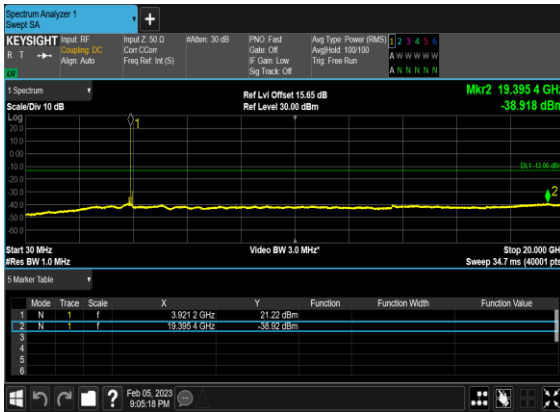 Spectrum Analyzer 1
Swept SA
KEYSIGHT Input: RF Input Z: 50 Ω #Atten: 30 dB PNO: Fast Avg Type: Power (RMS) 1 2 3 4 5 6
R T Coupling: DC Corr CCorr Gate: Off Avg|Hold: 100/100 A W W W W W
Align: Auto Freq Ref: Int (S) IF Gain: Low Trig: Free Run
Sig Track: Off A N N N N N
1 Spectrum Ref Lvl Offset 15.65 dB Mkr2 19.395 4 GHz
Scale/Div 10 dB Ref Level 30.00 dBm -38.918 dBm
Log
20.0
10.0
0.00
-10.0
-20.0
-30.0
-40.0
-50.0
-60.0
1
DL1 -13.00 dBm
2
Start 30 MHz Video BW 3.0 MHz* Stop 20.000 GHz
#Res BW 1.0 MHz Sweep 34.7 ms (40001 pts)
5 Marker Table
Mode Trace Scale X Y Function Function Width Function Value
1 N 1 f 3.921 2 GHz 21.22 dBm
2 N 1 f 19.395 4 GHz -38.92 dBm
3
4
5
6
? Feb 05, 2023
9:05:18 PM